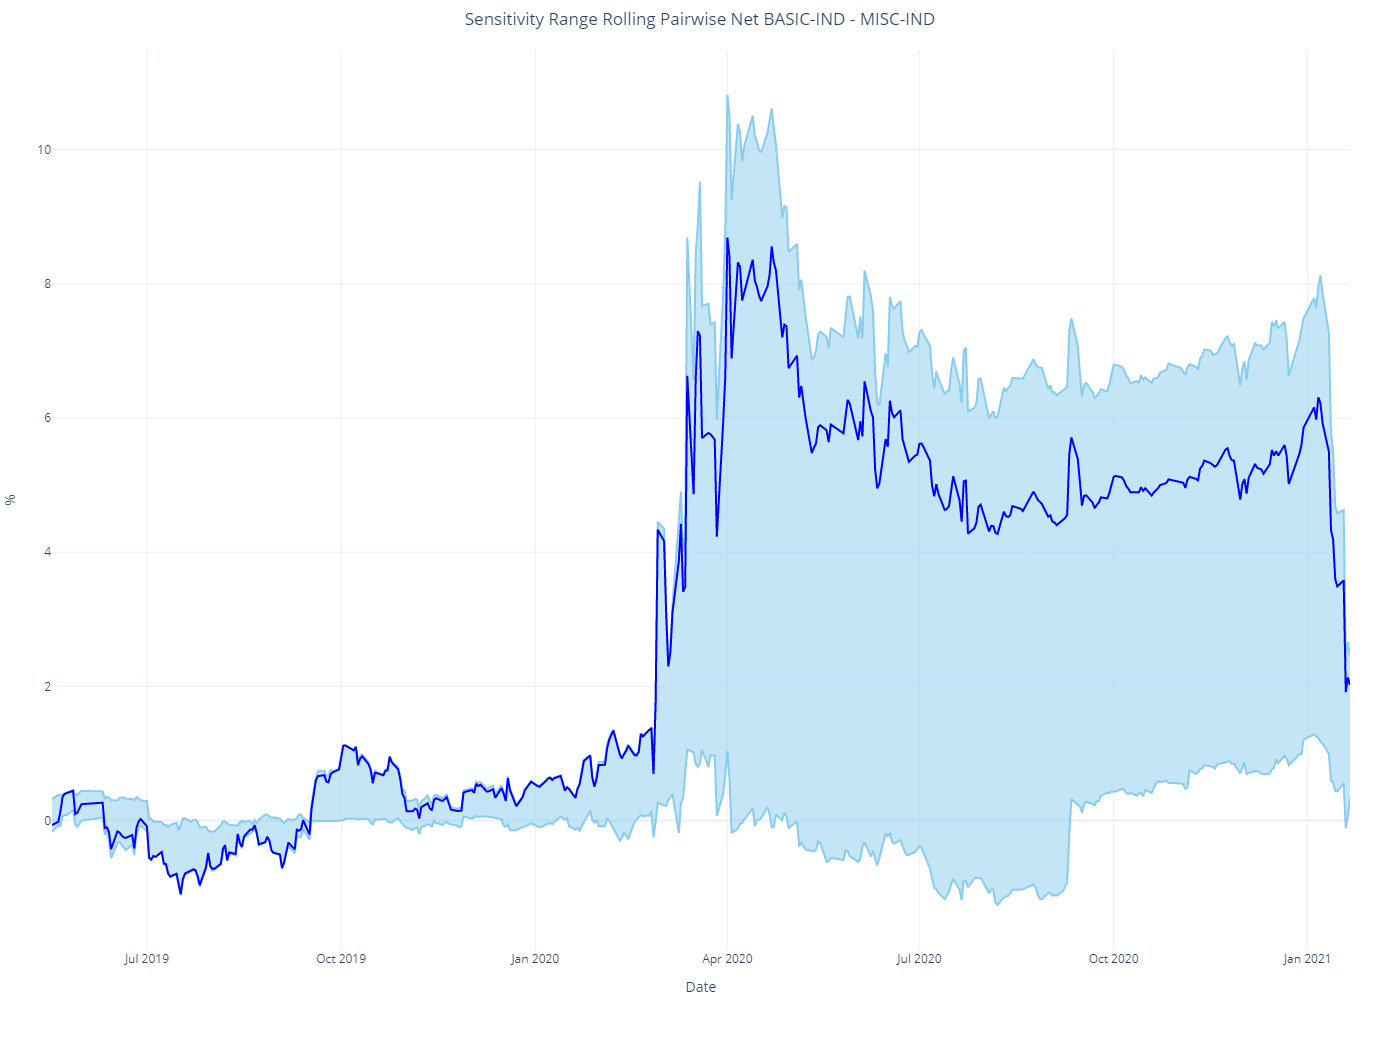 Sensitivity Range Rolling Pairwise Net BASIC-IND - MISC-IND
10
8
6
4
2
0
%
Jul 2019
Oct 2019
Jan 2020
Apr 2020
Jul 2020
Oct 2020
Jan 2021
Date